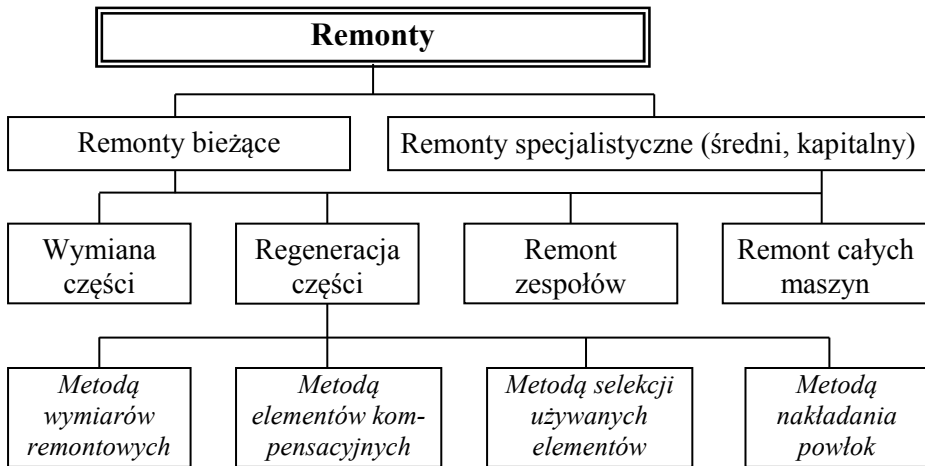 Remonty
Remonty bieżące
Remonty specjalistyczne (średni, kapitalny)
Wymiana
części
Regeneracja
części
Remont
zespołów
Remont całych
maszyn
Metodą
wymiarów
remontowych
Metodą
elementów kom-
pensacyjnych
Metodą selekcji
używanych
elementów
Metodą
nakładania
powłok